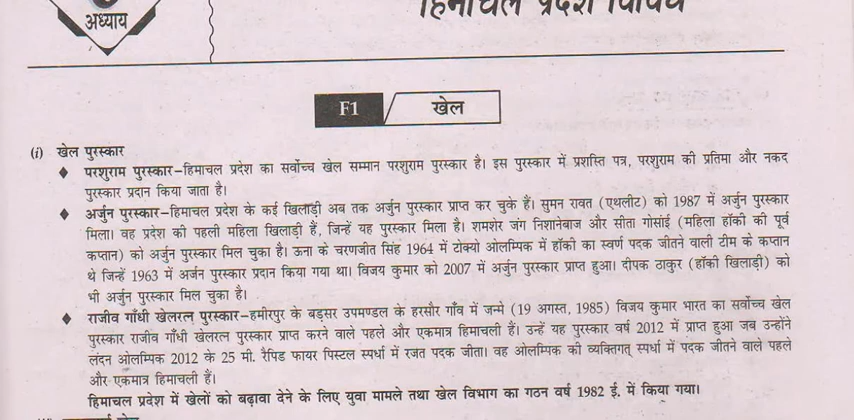 अध्याय
हिमाचल प्रदेश विविध
F1 खेल
(i) खेल पुरस्कार
♦ परशुराम पुरस्कार–हिमाचल प्रदेश का सर्वोच्च खेल सम्मान परशुराम पुरस्कार है। इस पुरस्कार में प्रशस्ति पत्र, परशुराम की प्रतिमा और नकद
पुरस्कार प्रदान किया जाता है।
♦ अर्जुन पुरस्कार–हिमाचल प्रदेश के कई खिलाड़ी अब तक अर्जुन पुरस्कार प्राप्त कर चुके हैं। सुमन रावत (एथलीट) को 1987 में अर्जुन पुरस्कार
मिला। वह प्रदेश की पहली महिला खिलाड़ी हैं, जिन्हें यह पुरस्कार मिला है। शमशेर जंग निशानेबाज और सीता गोसांई (महिला हॉकी की पूर्व
कप्तान) को अर्जुन पुरस्कार मिल चुका है। ऊना के चरणजीत सिंह 1964 में टोक्यो ओलम्पिक में हॉकी का स्वर्ण पदक जीतने वाली टीम के कप्तान
थे जिन्हें 1963 में अर्जुन पुरस्कार प्रदान किया गया था। विजय कुमार को 2007 में अर्जुन पुरस्कार प्राप्त हुआ। दीपक ठाकुर (हॉकी खिलाड़ी) को
भी अर्जुन पुरस्कार मिल चुका है।
♦ राजीव गाँधी खेलरत्न पुरस्कार–हमीरपुर के बड़सर उपमण्डल के हरसौर गाँव में जन्मे (19 अगस्त, 1985) विजय कुमार भारत का सर्वोच्च खेल
पुरस्कार राजीव गाँधी खेलरत्न पुरस्कार प्राप्त करने वाले पहले और एकमात्र हिमाचली हैं। उन्हें यह पुरस्कार वर्ष 2012 में प्राप्त हुआ जब उन्होंने
लंदन ओलम्पिक 2012 के 25 मी. रैपिड फायर पिस्टल स्पर्धा में रजत पदक जीता। वह ओलम्पिक की व्यक्तिगत् स्पर्धा में पदक जीतने वाले पहले
और एकमात्र हिमाचली हैं।
हिमाचल प्रदेश में खेलों को बढ़ावा देने के लिए युवा मामले तथा खेल विभाग का गठन वर्ष 1982 ई. में किया गया।